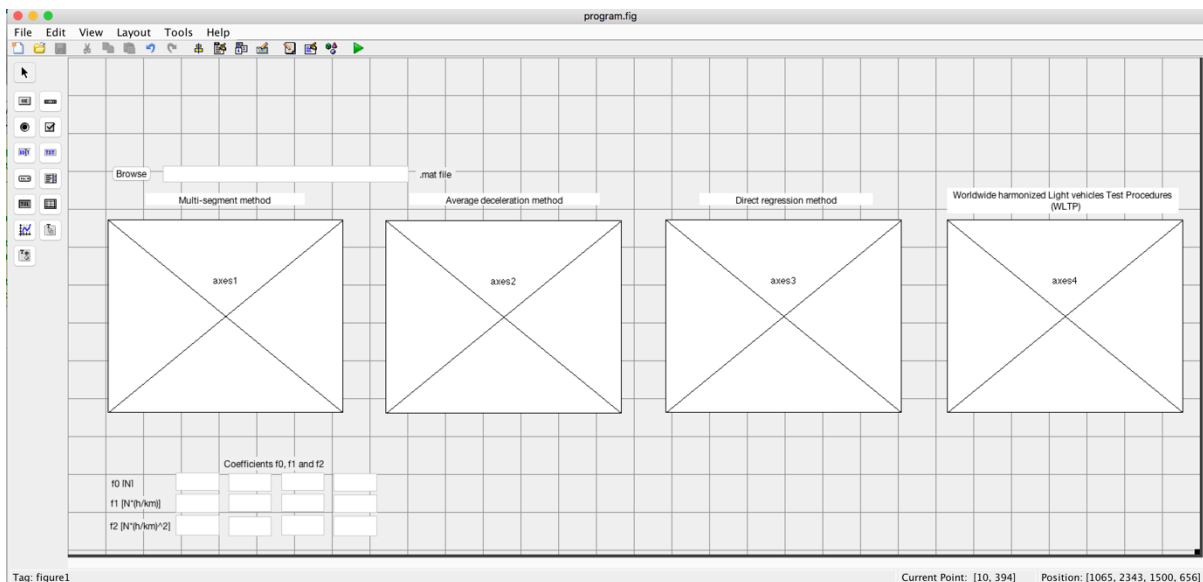 program.fig
File Edit View Layout Tools Help
Browse .mat file
Multi-segment method
Average deceleration method
Direct regression method
Worldwide harmonized Light vehicles Test Procedures
(WLTP)
axes1
axes2
axes3
axes4
Coefficients f0, f1 and f2
f0 [N]
f1 [N*(h/km)]
f2 [N*(h/km)^2]
Tag: figure1
Current Point: [10, 394]
Position: [1065, 2343, 1500, 656]